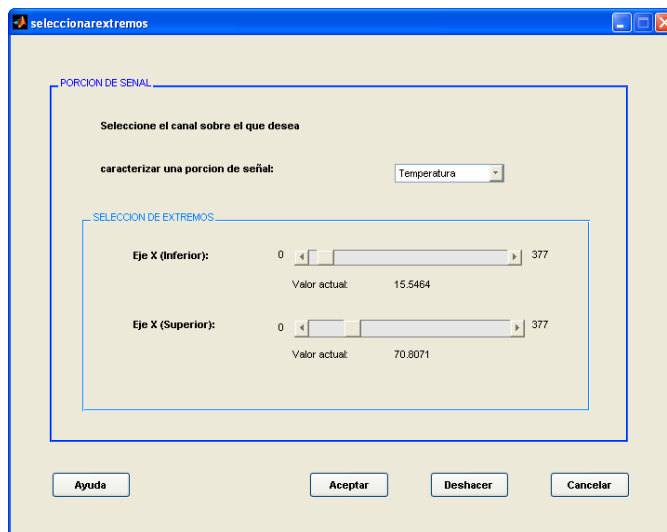 seleccionarextremos
PORCION DE SENAL
Seleccione el canal sobre el que desea
caracterizar una porcion de señal:
Temperatura
SELECCION DE EXTREMOS
Eje X (Inferior):
0
377
Valor actual:
15.5464
Eje X (Superior):
0
377
Valor actual:
70.8071
Ayuda
Aceptar
Deshacer
Cancelar